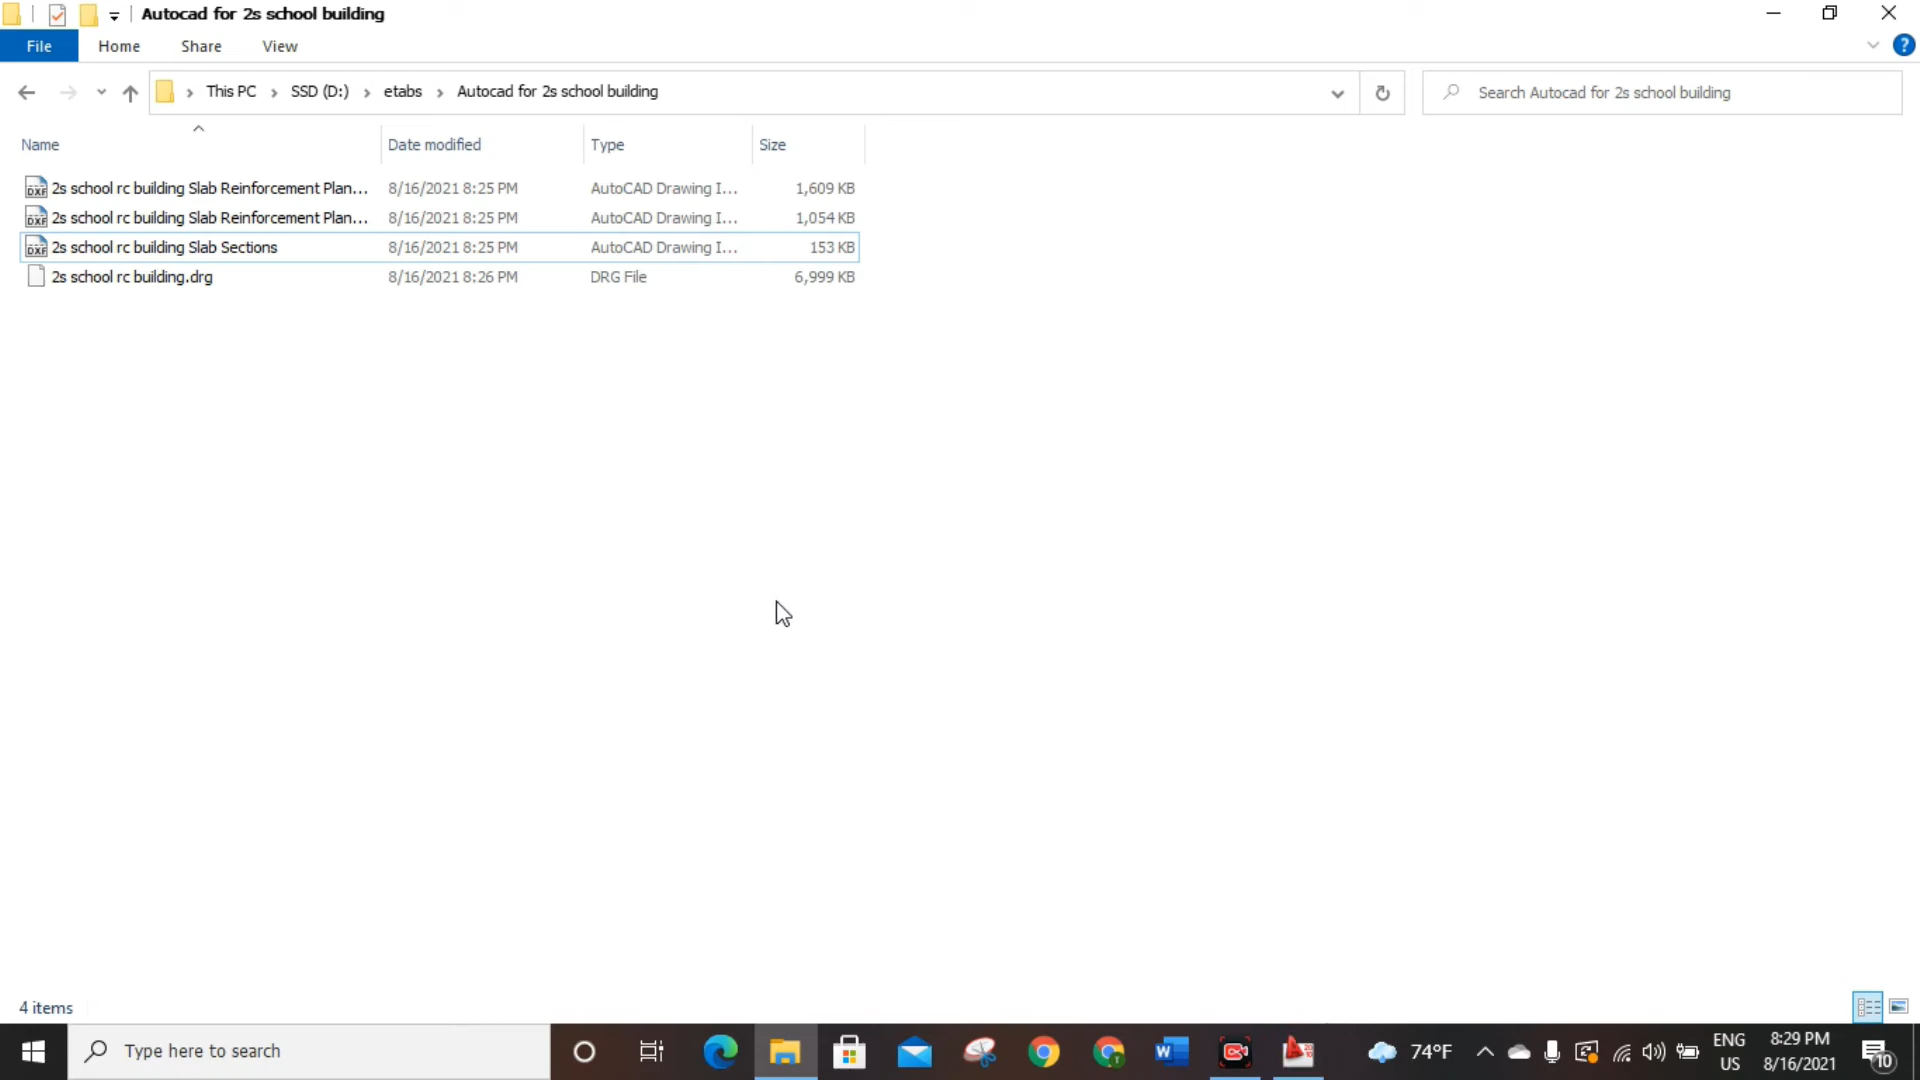 Autocad for 2s school building
File Home Share View
This PC > SSD (D:) > etabs > Autocad for 2s school building
Search Autocad for 2s school building
Name Date modified Type Size
2s school rc building Slab Reinforcement Plan... 8/16/2021 8:25 PM AutoCAD Drawing I... 1,609 KB
2s school rc building Slab Reinforcement Plan... 8/16/2021 8:25 PM AutoCAD Drawing I... 1,054 KB
2s school rc building Slab Sections 8/16/2021 8:25 PM AutoCAD Drawing I... 153 KB
2s school rc building.drg 8/16/2021 8:26 PM DRG File 6,999 KB
4 items
Type here to search
74°F
ENG
US
8:29 PM
8/16/2021
10